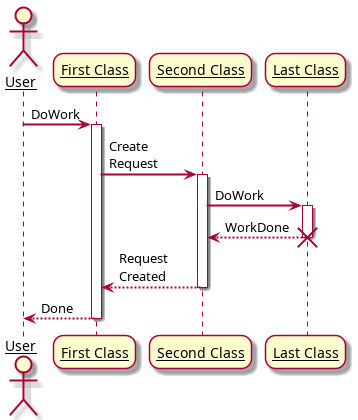 User
First Class
Second Class
Last Class
DoWork
Create
Request
DoWork
WorkDone
Request
Created
Done
User
First Class
Second Class
Last Class